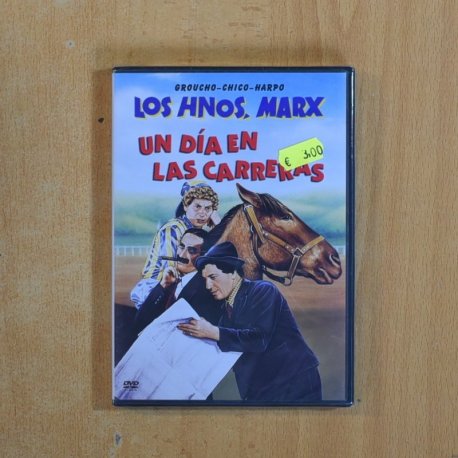 GROUCHO-CHICO-HARPO
LOS HNOS. MARX
UN DÍA EN
LAS CARRERAS
€ 3.00
DVD